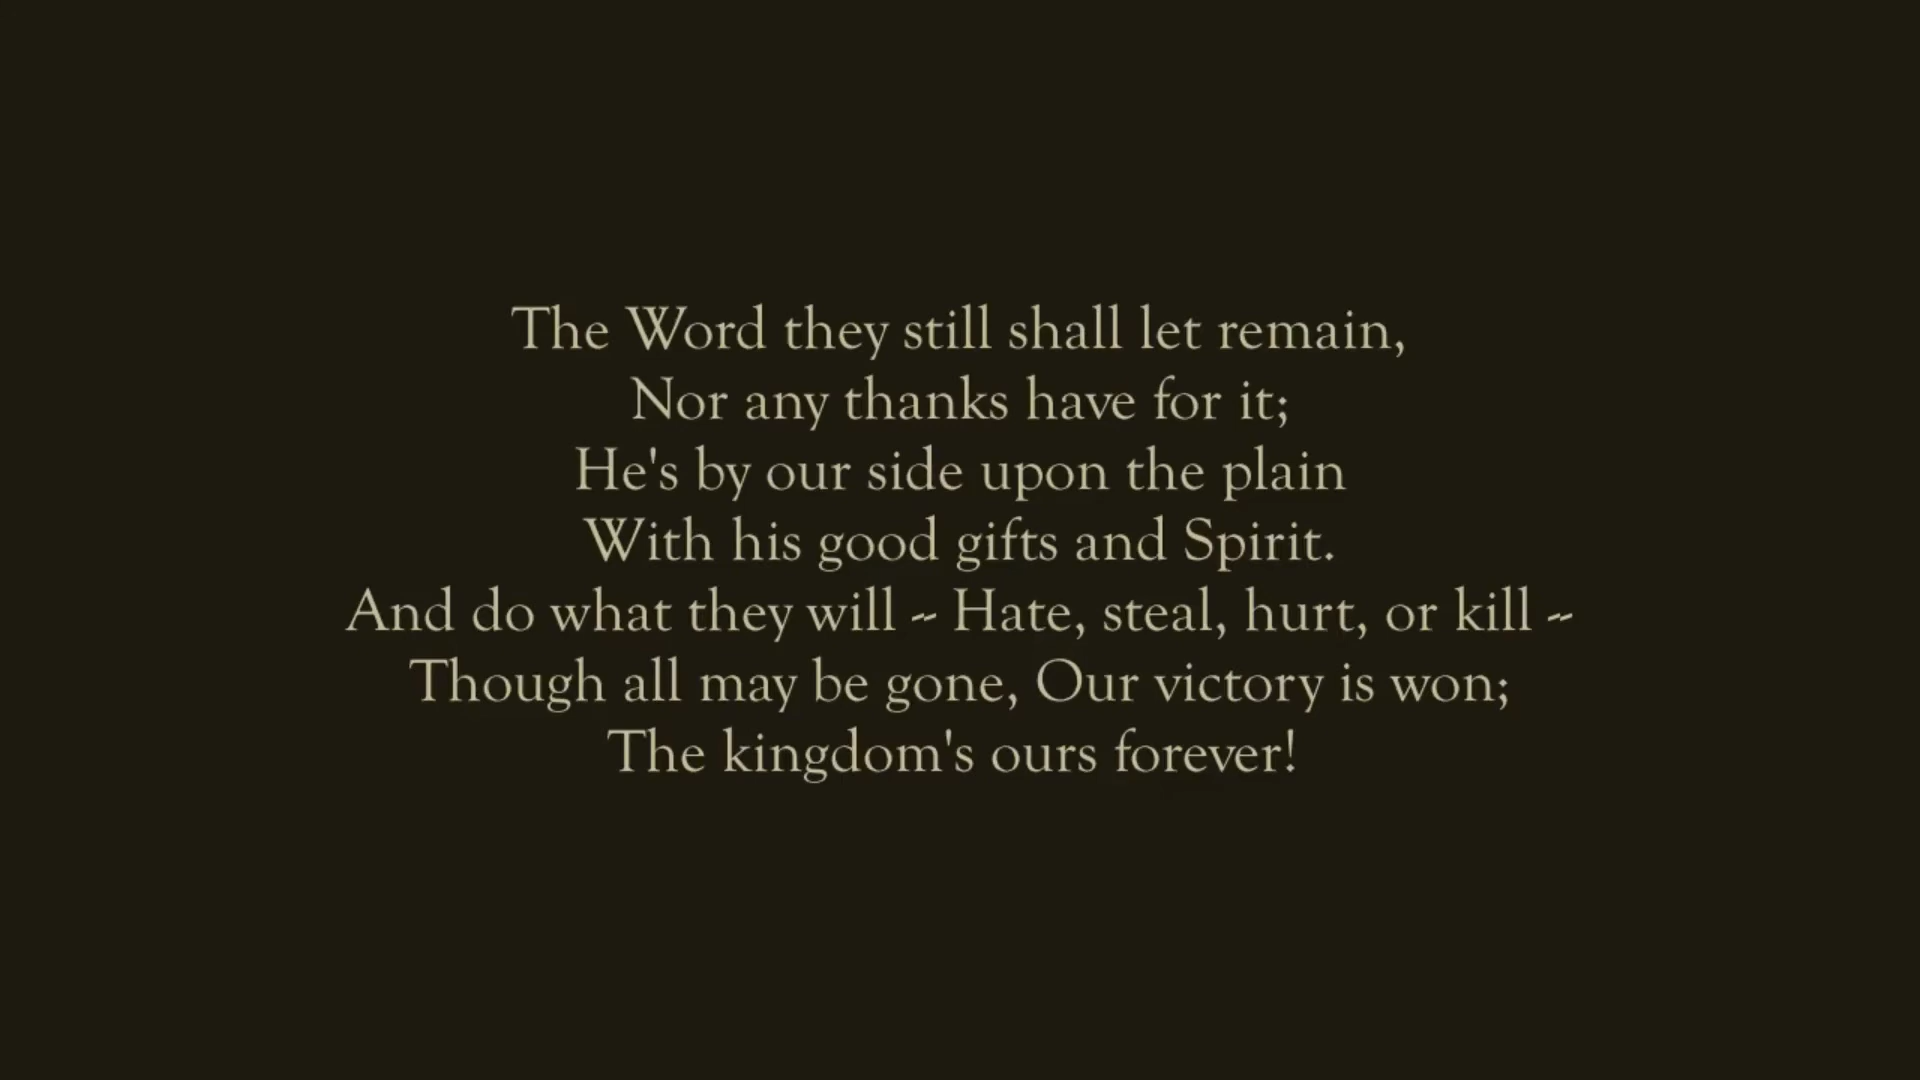 The Word they still shall let remain,
Nor any thanks have for it;
He's by our side upon the plain
With his good gifts and Spirit.
And do what they will -- Hate, steal, hurt, or kill --
Though all may be gone, Our victory is won;
The kingdom's ours forever!